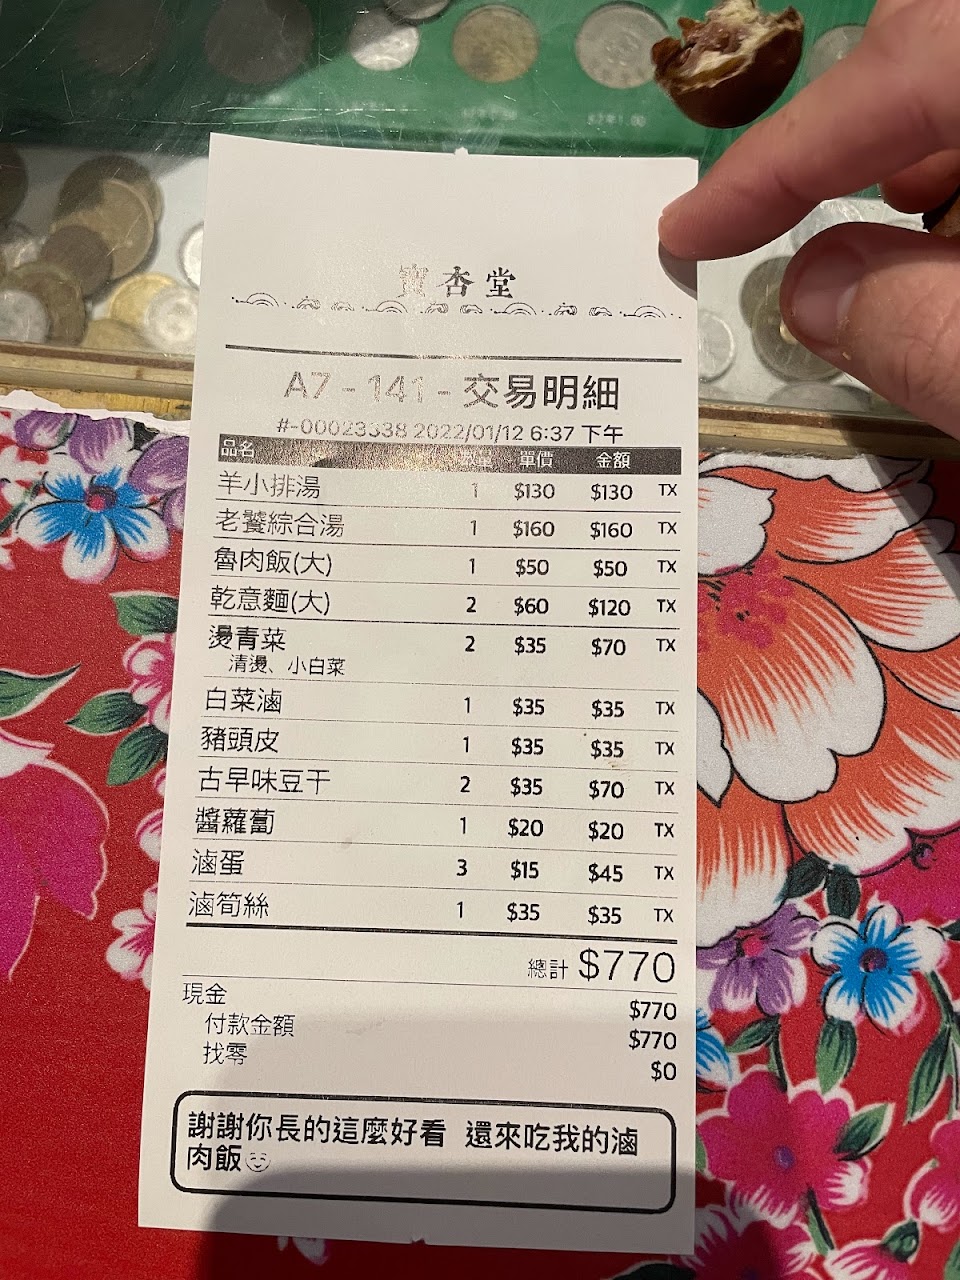 寶杏堂
A7 - 141 - 交易明細
#-00023338 2022/01/12 6:37 下午
品名 單價 金額
羊小排湯 1 $130 $130 TX
老饕綜合湯 1 $160 $160 TX
魯肉飯(大) 1 $50 $50 TX
乾意麵(大) 2 $60 $120 TX
燙青菜 2 $35 $70 TX
清燙、小白菜
白菜滷 1 $35 $35 TX
豬頭皮 1 $35 $35 TX
古早味豆干 2 $35 $70 TX
醬蘿蔔 1 $20 $20 TX
滷蛋 3 $15 $45 TX
滷筍絲 1 $35 $35 TX
總計 $770
現金 $770
付款金額 $770
找零 $0
謝謝你長的這麼好看 還來吃我的滷
肉飯